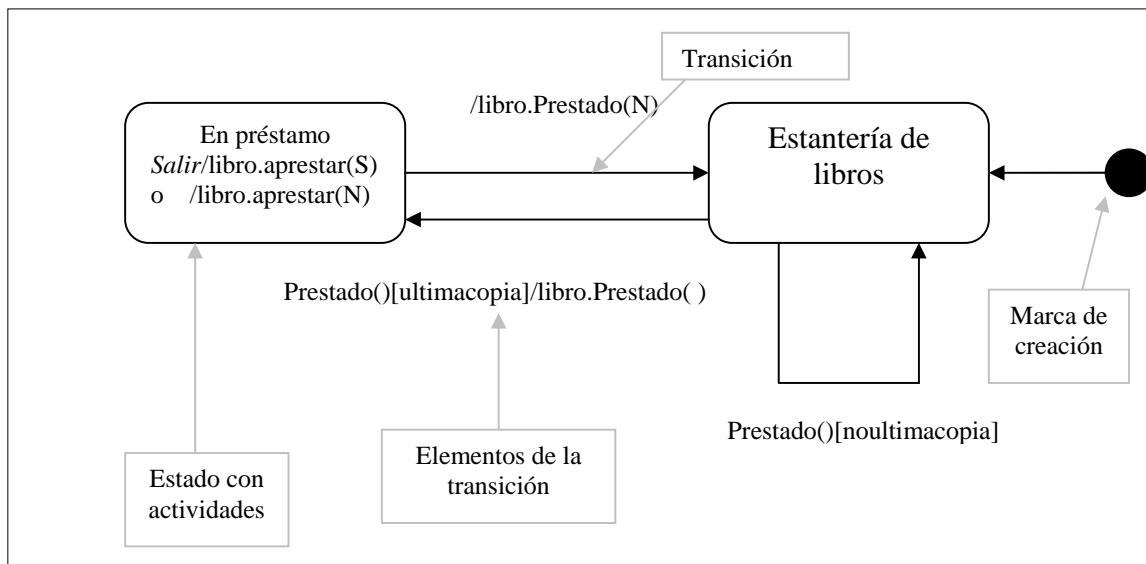 Transición
/libro.Prestado(N)
En préstamo
Salir/libro.aprestar(S)
o /libro.aprestar(N)
Estantería de
libros
Prestado()[ultimacopia]/libro.Prestado( )
Marca de
creación
Prestado()[noultimacopia]
Elementos de la
transición
Estado con
actividades